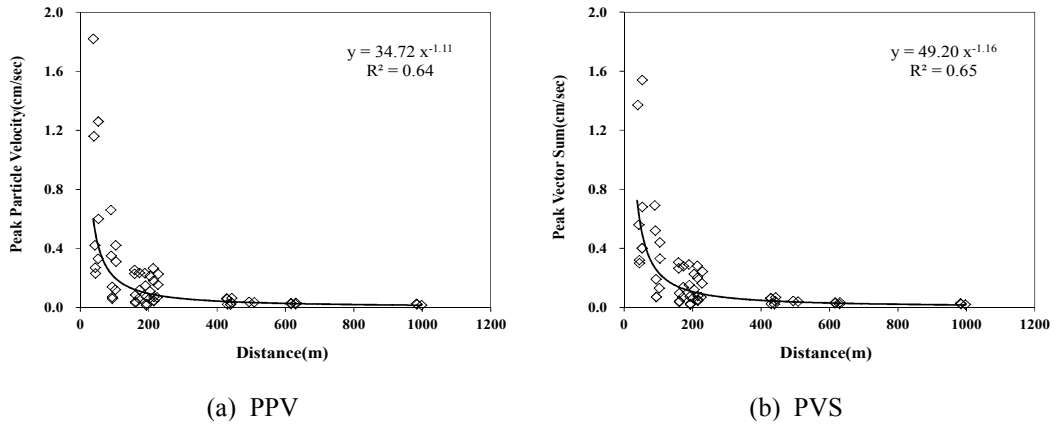 2.0
1.6
1.2
0.8
0.4
0.0
Peak Particle Velocity(cm/sec)
y = 34.72 x^-1.11
R² = 0.64
0 200 400 600 800 1000 1200
Distance(m)
(a) PPV
2.0
1.6
1.2
0.8
0.4
0.0
Peak Vector Sum(cm/sec)
y = 49.20 x^-1.16
R² = 0.65
0 200 400 600 800 1000 1200
Distance(m)
(b) PVS